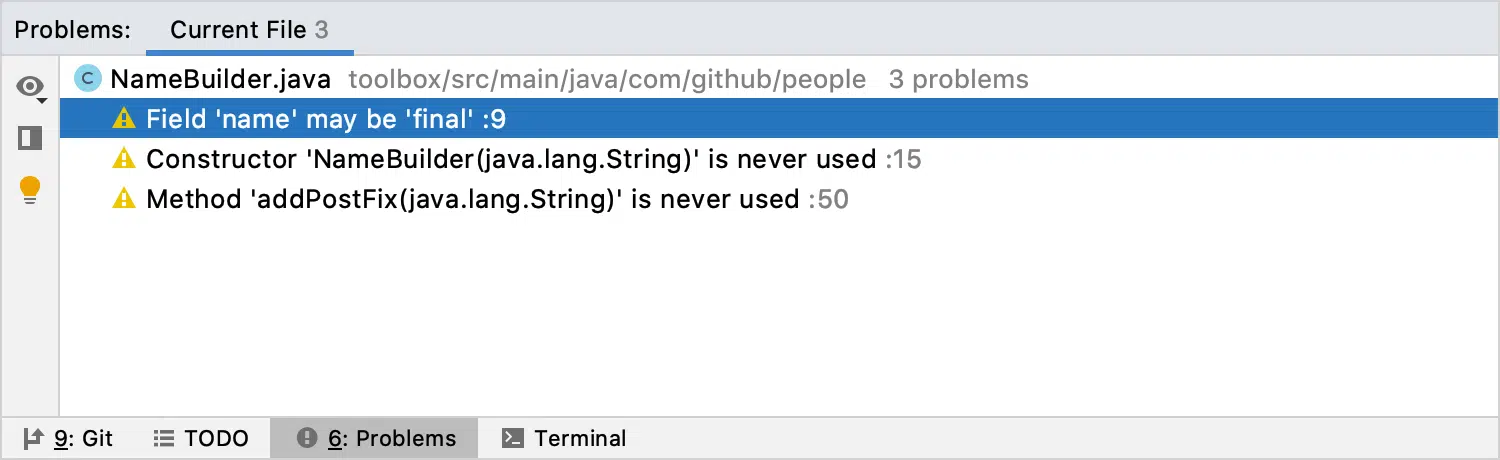 Problems: Current File 3
C NameBuilder.java toolbox/src/main/java/com/github/people 3 problems
Field 'name' may be 'final' :9
Constructor 'NameBuilder(java.lang.String)' is never used :15
Method 'addPostFix(java.lang.String)' is never used :50
9: Git TODO 6: Problems Terminal